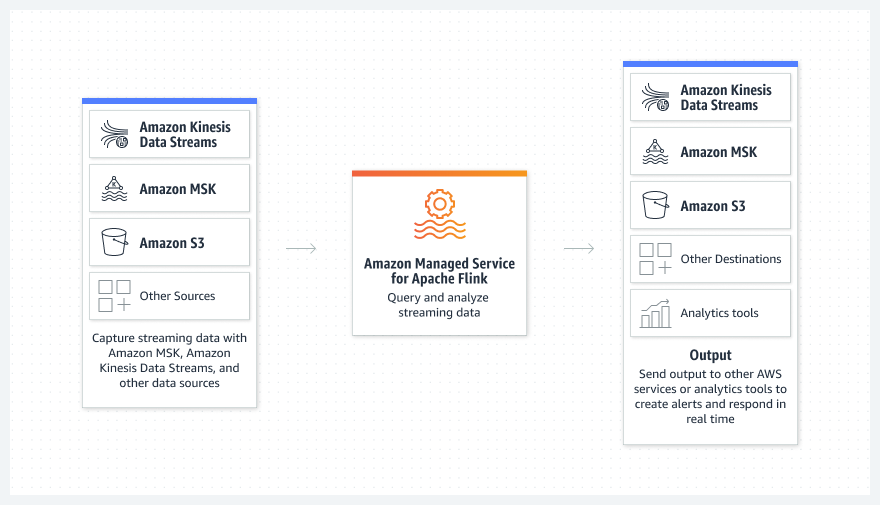 Amazon Kinesis
Data Streams
Amazon MSK
Amazon S3
Other Sources
Capture streaming data with
Amazon MSK, Amazon
Kinesis Data Streams, and
other data sources
Amazon Managed Service
for Apache Flink
Query and analyze
streaming data
Amazon Kinesis
Data Streams
Amazon MSK
Amazon S3
Other Destinations
Analytics tools
Output
Send output to other AWS
services or analytics tools to
create alerts and respond in
real time